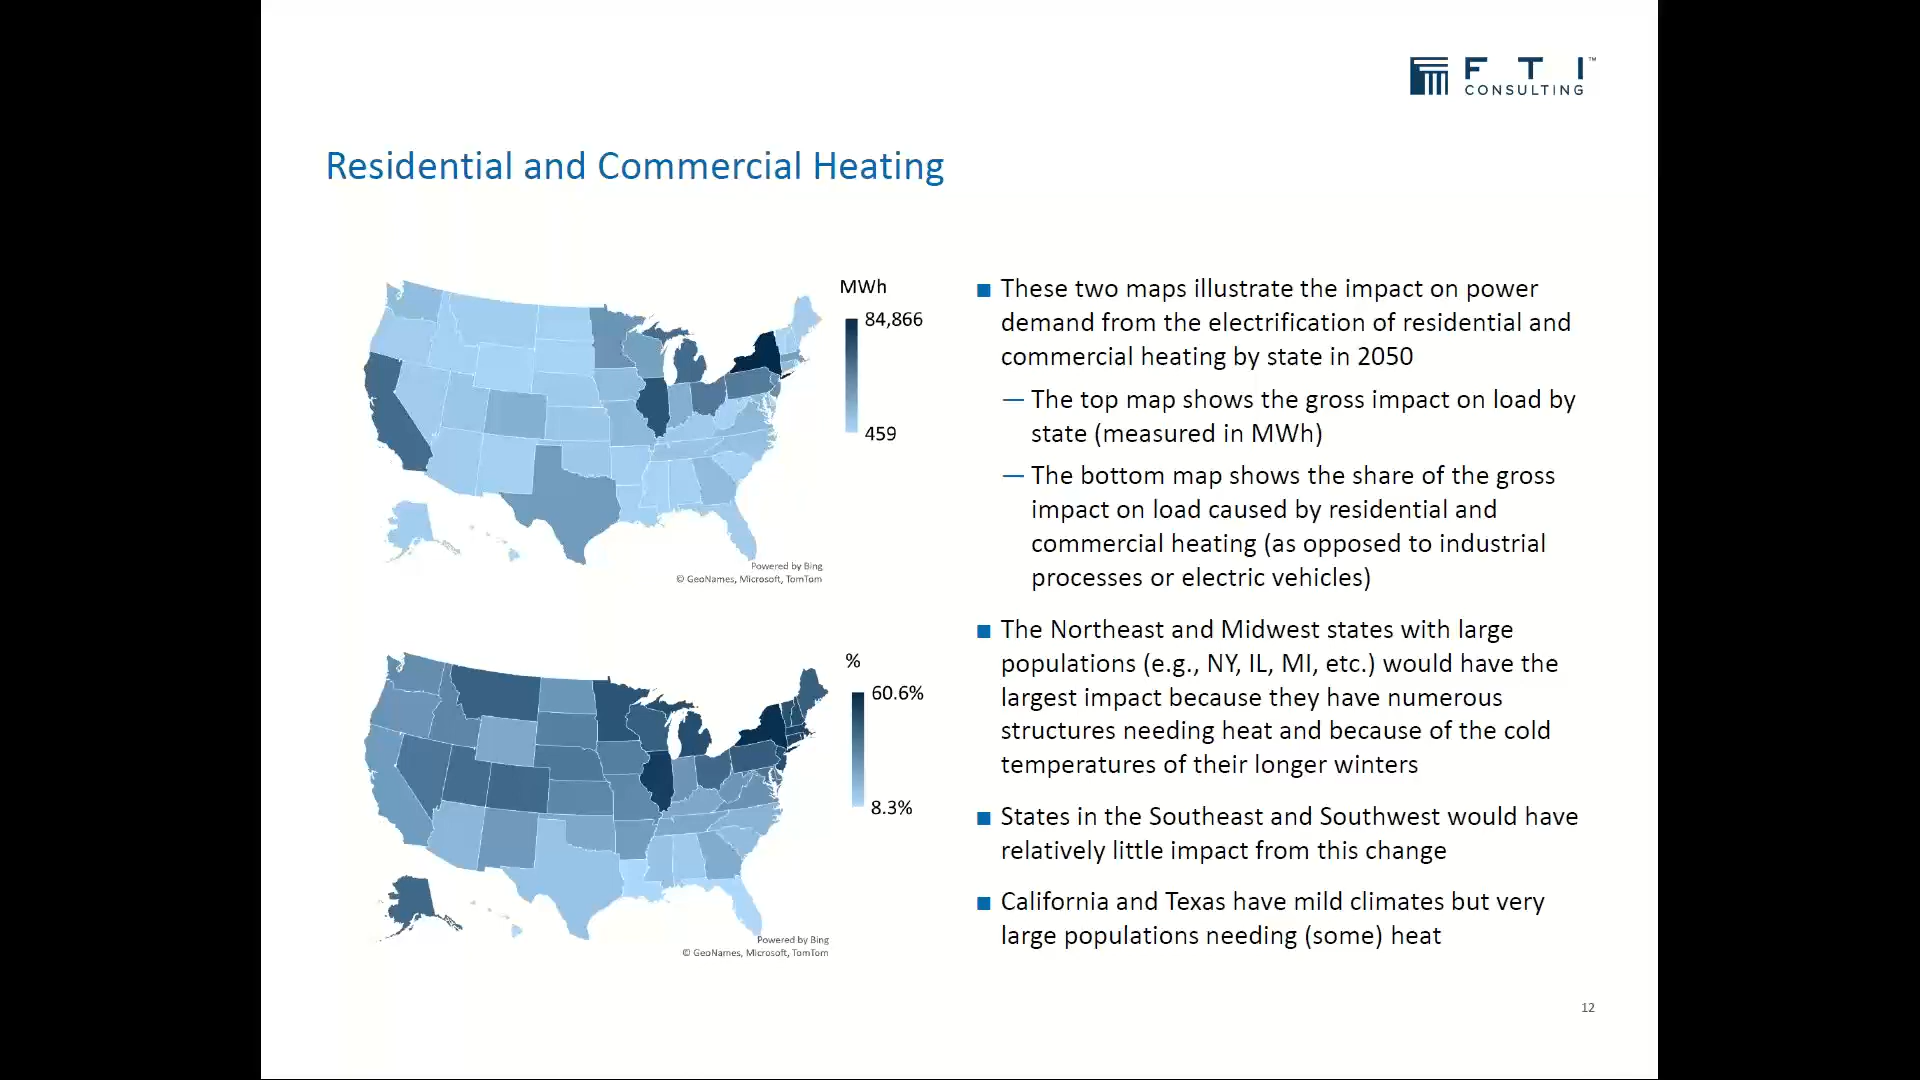 F T I™
CONSULTING
Residential and Commercial Heating
MWh
84,866
459
Powered by Bing
© GeoNames, Microsoft, TomTom
%
60.6%
8.3%
Powered by Bing
© GeoNames, Microsoft, TomTom
■ These two maps illustrate the impact on power
demand from the electrification of residential and
commercial heating by state in 2050
— The top map shows the gross impact on load by
state (measured in MWh)
— The bottom map shows the share of the gross
impact on load caused by residential and
commercial heating (as opposed to industrial
processes or electric vehicles)
■ The Northeast and Midwest states with large
populations (e.g., NY, IL, MI, etc.) would have the
largest impact because they have numerous
structures needing heat and because of the cold
temperatures of their longer winters
■ States in the Southeast and Southwest would have
relatively little impact from this change
■ California and Texas have mild climates but very
large populations needing (some) heat
12